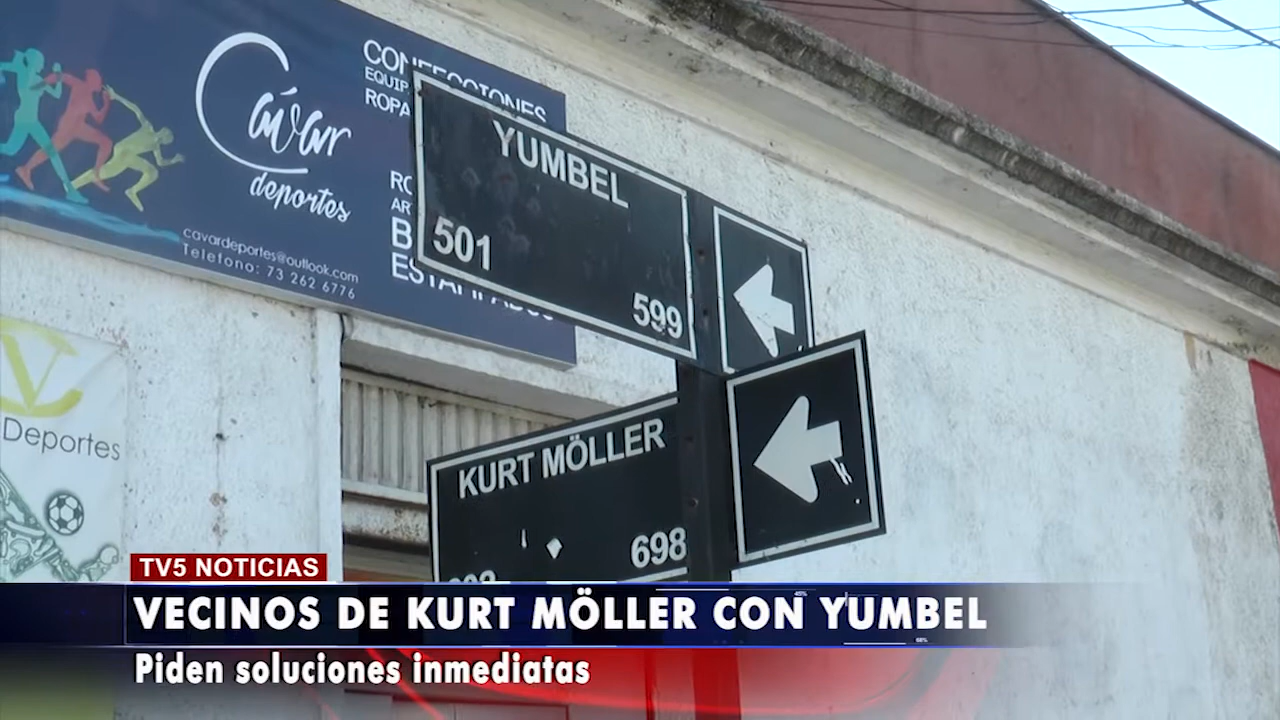 Cávar
deportes
cavardeportes@outlook.com
Telefono: 73 262 6776
CONFECCIONES
YUMBEL
501
599
Deportes
KURT MÖLLER
698
TV5 NOTICIAS
VECINOS DE KURT MÖLLER CON YUMBEL
Piden soluciones inmediatas